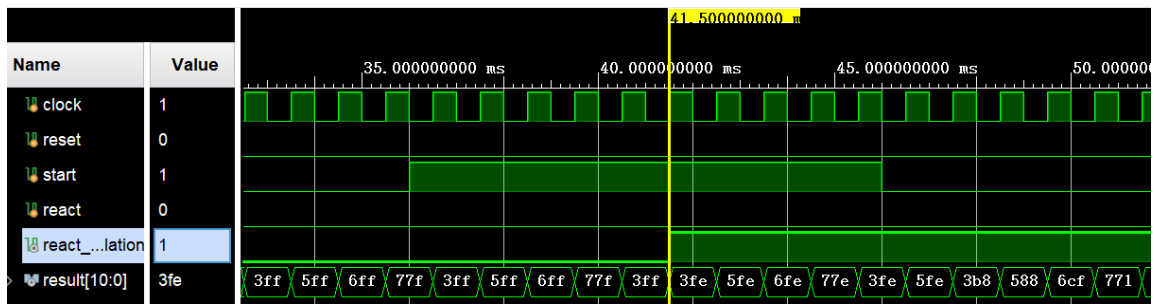 41.500000000 m
Name Value
35.000000000 ms 40.000000000 ms 45.000000000 ms 50.00000
clock 1
reset 0
start 1
react 0
react_...lation 1
result[10:0] 3fe 3ff 5ff 6ff 77f 3ff 5ff 6ff 77f 3ff 3fe 5fe 6fe 77e 3fe 5fe 3b8 588 6cf 771